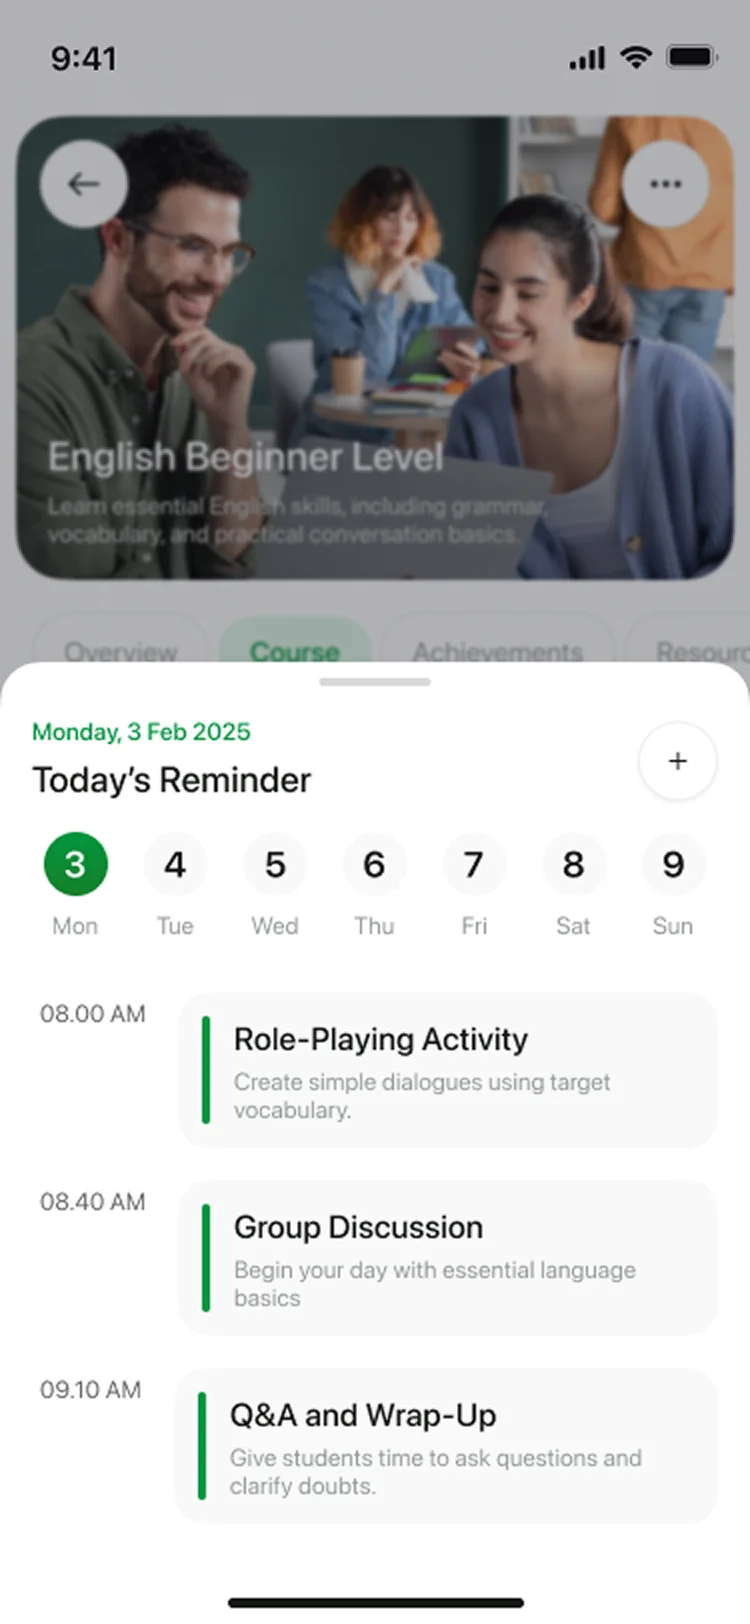 9:41
English Beginner Level
Learn essential English skills, including grammar,
vocabulary, and practical conversation basics.
Overview Course Achievements Resourc
Monday, 3 Feb 2025
Today's Reminder
+
3 4 5 6 7 8 9
Mon Tue Wed Thu Fri Sat Sun
08.00 AM
Role-Playing Activity
Create simple dialogues using target
vocabulary.
08.40 AM
Group Discussion
Begin your day with essential language
basics
09.10 AM
Q&A and Wrap-Up
Give students time to ask questions and
clarify doubts.